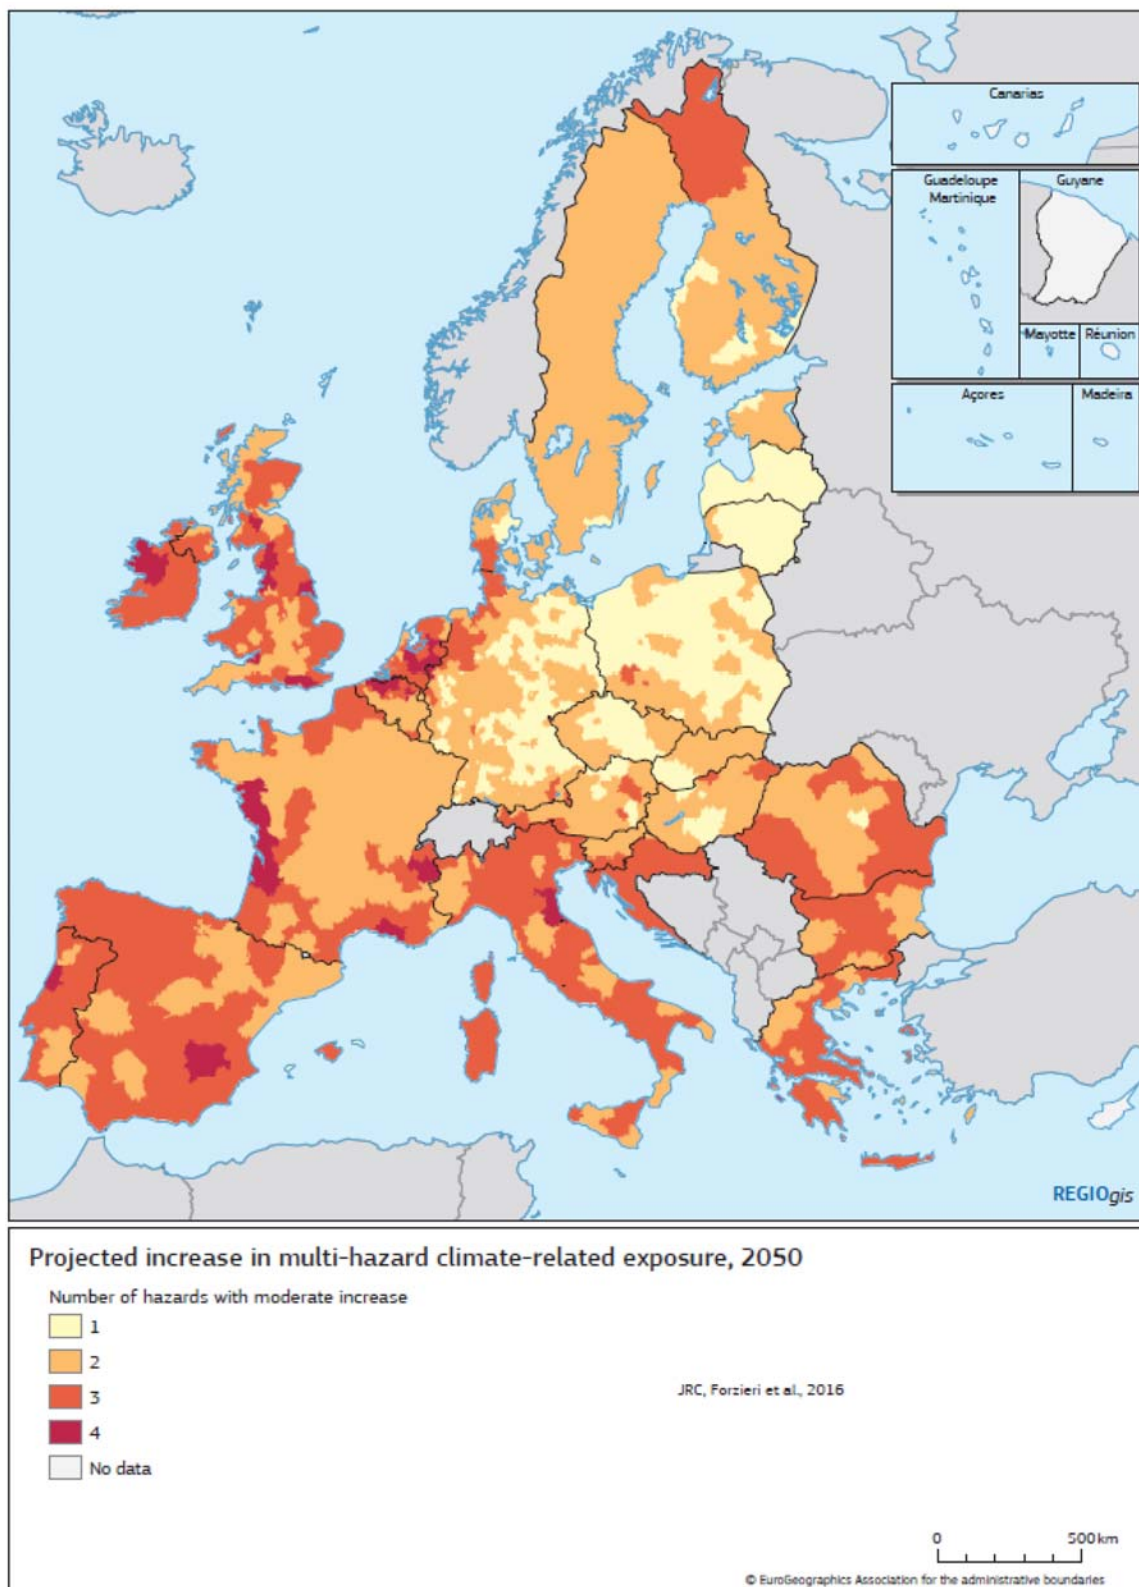 Canarias
Guadeloupe
Martinique
Guyane
Mayotte
Réunion
Açores
Madeira
REGIOgis
Projected increase in multi-hazard climate-related exposure, 2050
Number of hazards with moderate increase
1
2
3
4
No data
JRC, Forzieri et al., 2016
0 500 km
© EuroGeographics Association for the administrative boundaries